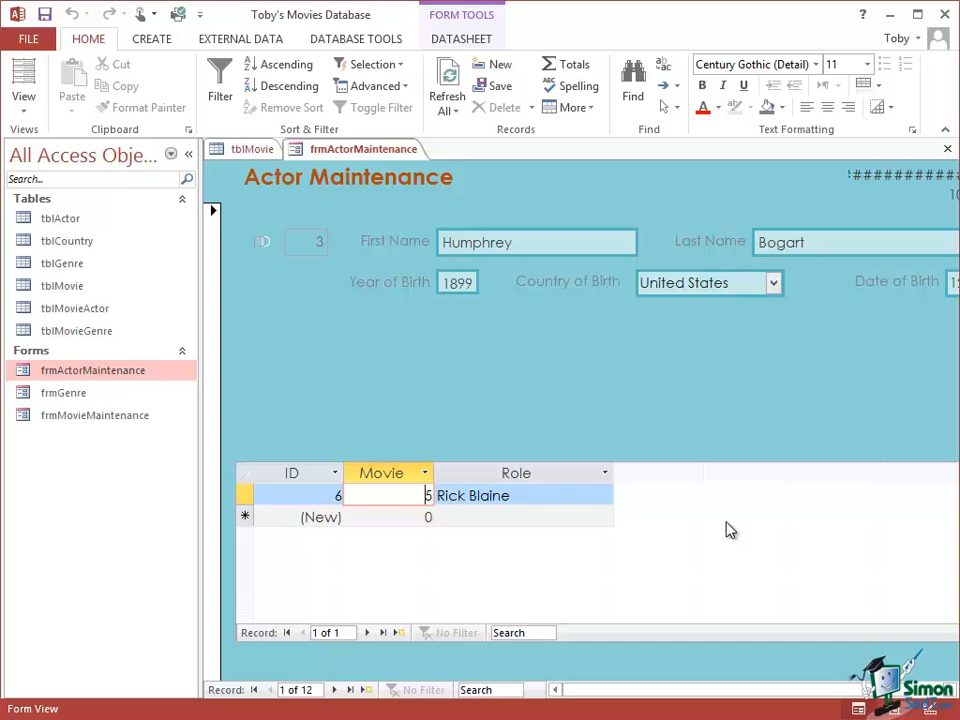 Toby's Movies Database
FORM TOOLS
?
FILE
HOME
CREATE
EXTERNAL DATA
DATABASE TOOLS
DATASHEET
Toby
View
Views
Paste
Cut
Copy
Format Painter
Clipboard
Filter
Ascending
Descending
Remove Sort
Selection
Advanced
Toggle Filter
Sort & Filter
Refresh
All
New
Save
Delete
Totals
Spelling
More
Records
Find
Find
Century Gothic (Detail)
11
B I U
A
Text Formatting
All Access Obje...
Search...
Tables
tblActor
tblCountry
tblGenre
tblMovie
tblMovieActor
tblMovieGenre
Forms
frmActorMaintenance
frmGenre
frmMovieMaintenance
tblMovie
frmActorMaintenance
Actor Maintenance
##########
10
ID
3
First Name
Humphrey
Last Name
Bogart
Year of Birth
1899
Country of Birth
United States
Date of Birth
ID
Movie
Role
6
5
Rick Blaine
(New)
0
Record:
1 of 1
No Filter
Search
Record:
1 of 12
No Filter
Search
Form View
Simon